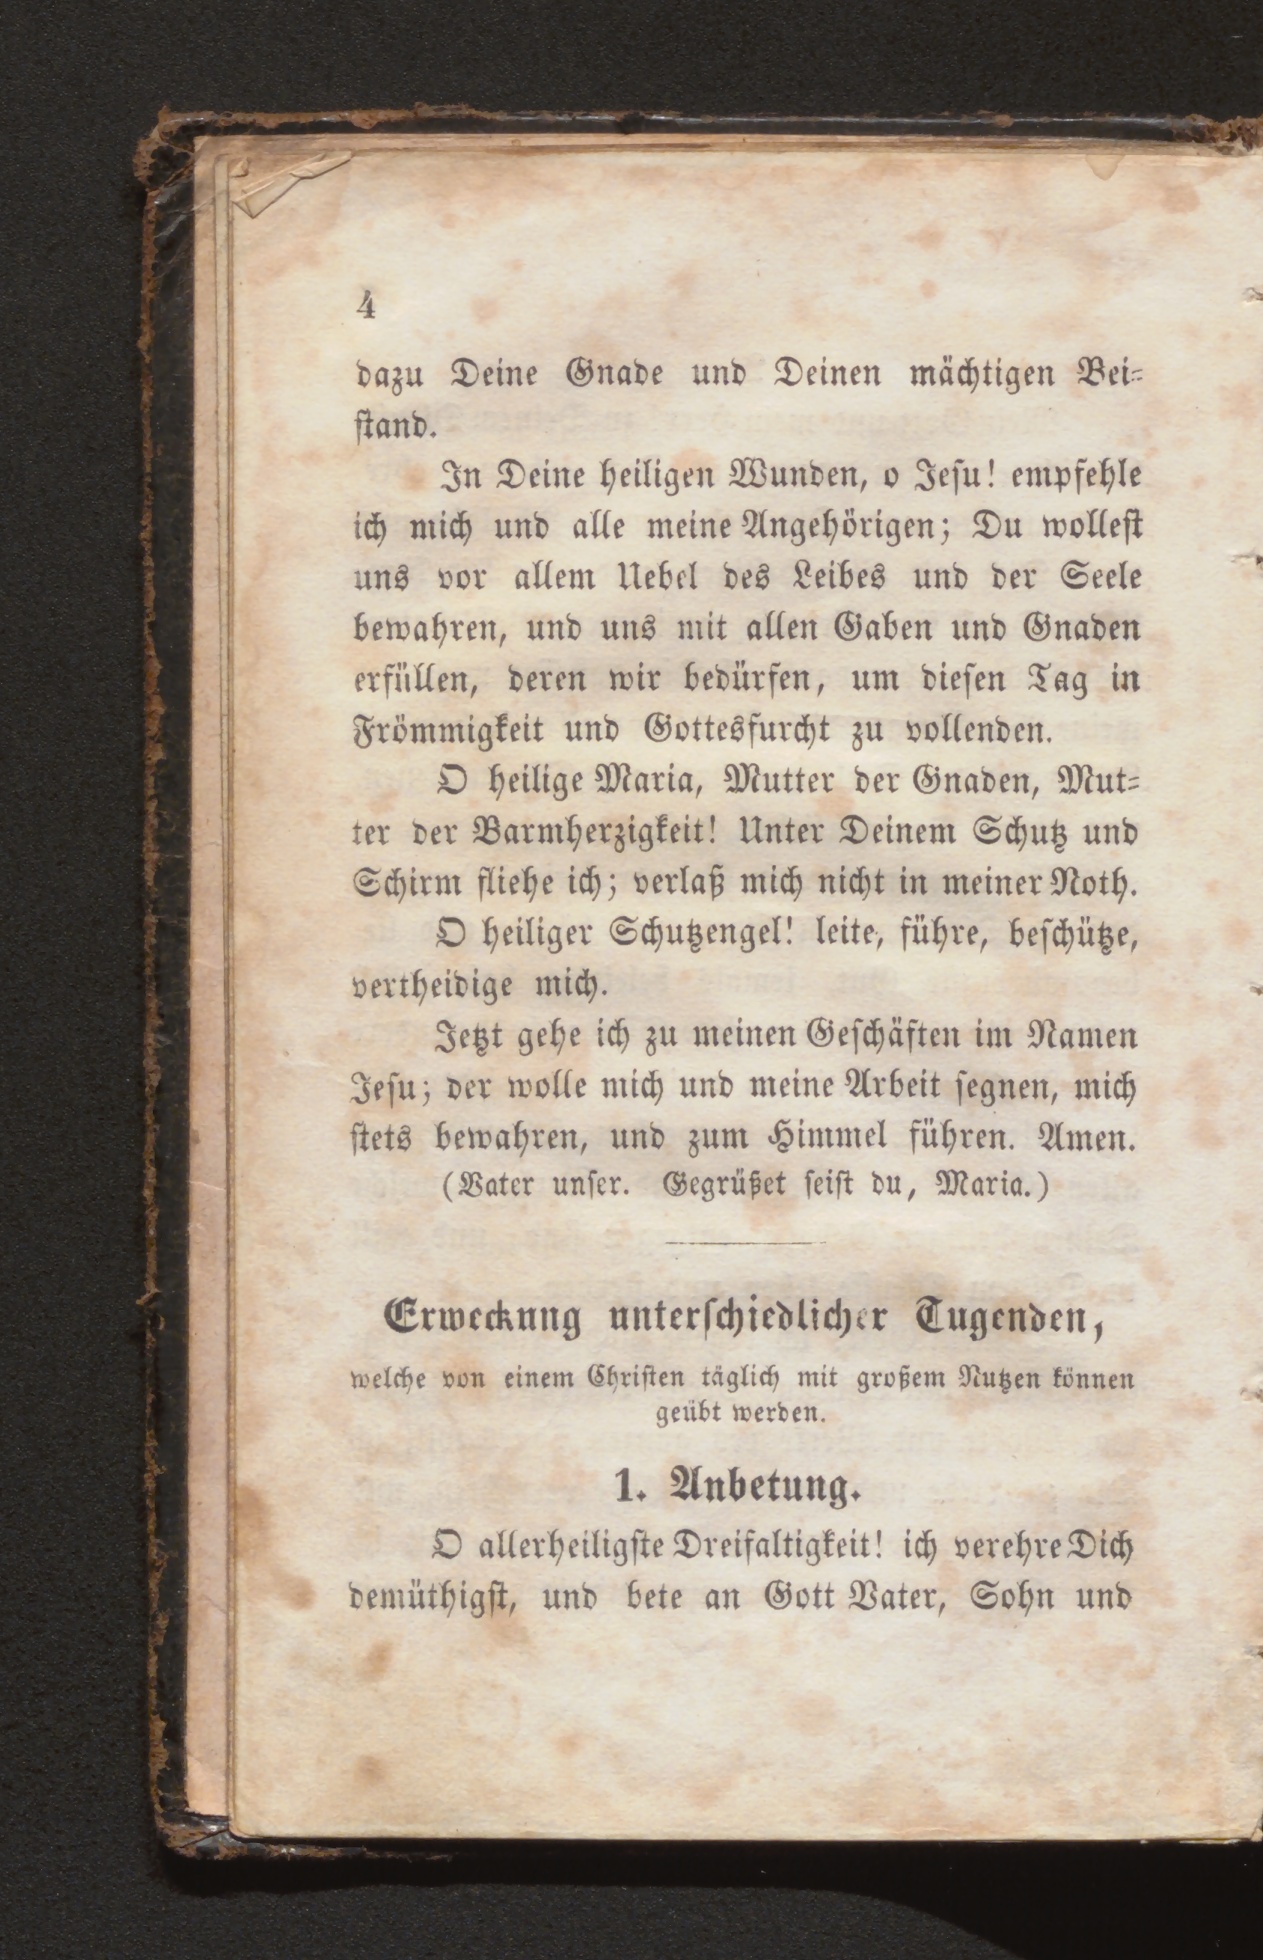 4
dazu Deine Gnade und Deinen mächtigen Bei-
stand.
In Deine heiligen Wunden, o Jesu! empfehle
ich mich und alle meine Angehörigen; Du wollest
uns vor allem Uebel des Leibes und der Seele
bewahren, und uns mit allen Gaben und Gnaden
erfüllen, deren wir bedürfen, um diesen Tag in
Frömmigkeit und Gottesfurcht zu vollenden.
O heilige Maria, Mutter der Gnaden, Mut-
ter der Barmherzigkeit! Unter Deinem Schutz und
Schirm fliehe ich; verlaß mich nicht in meiner Noth.
O heiliger Schutzengel! leite, führe, beschütze,
vertheidige mich.
Jetzt gehe ich zu meinen Geschäften im Namen
Jesu; der wolle mich und meine Arbeit segnen, mich
stets bewahren, und zum Himmel führen. Amen.
(Vater unser. Gegrüßet seist du, Maria.)
Erweckung unterschiedlicher Tugenden,
welche von einem Christen täglich mit großem Nutzen können
geübt werden.
1. Anbetung.
O allerheiligste Dreifaltigkeit! ich verehre Dich
demüthigst, und bete an Gott Vater, Sohn und